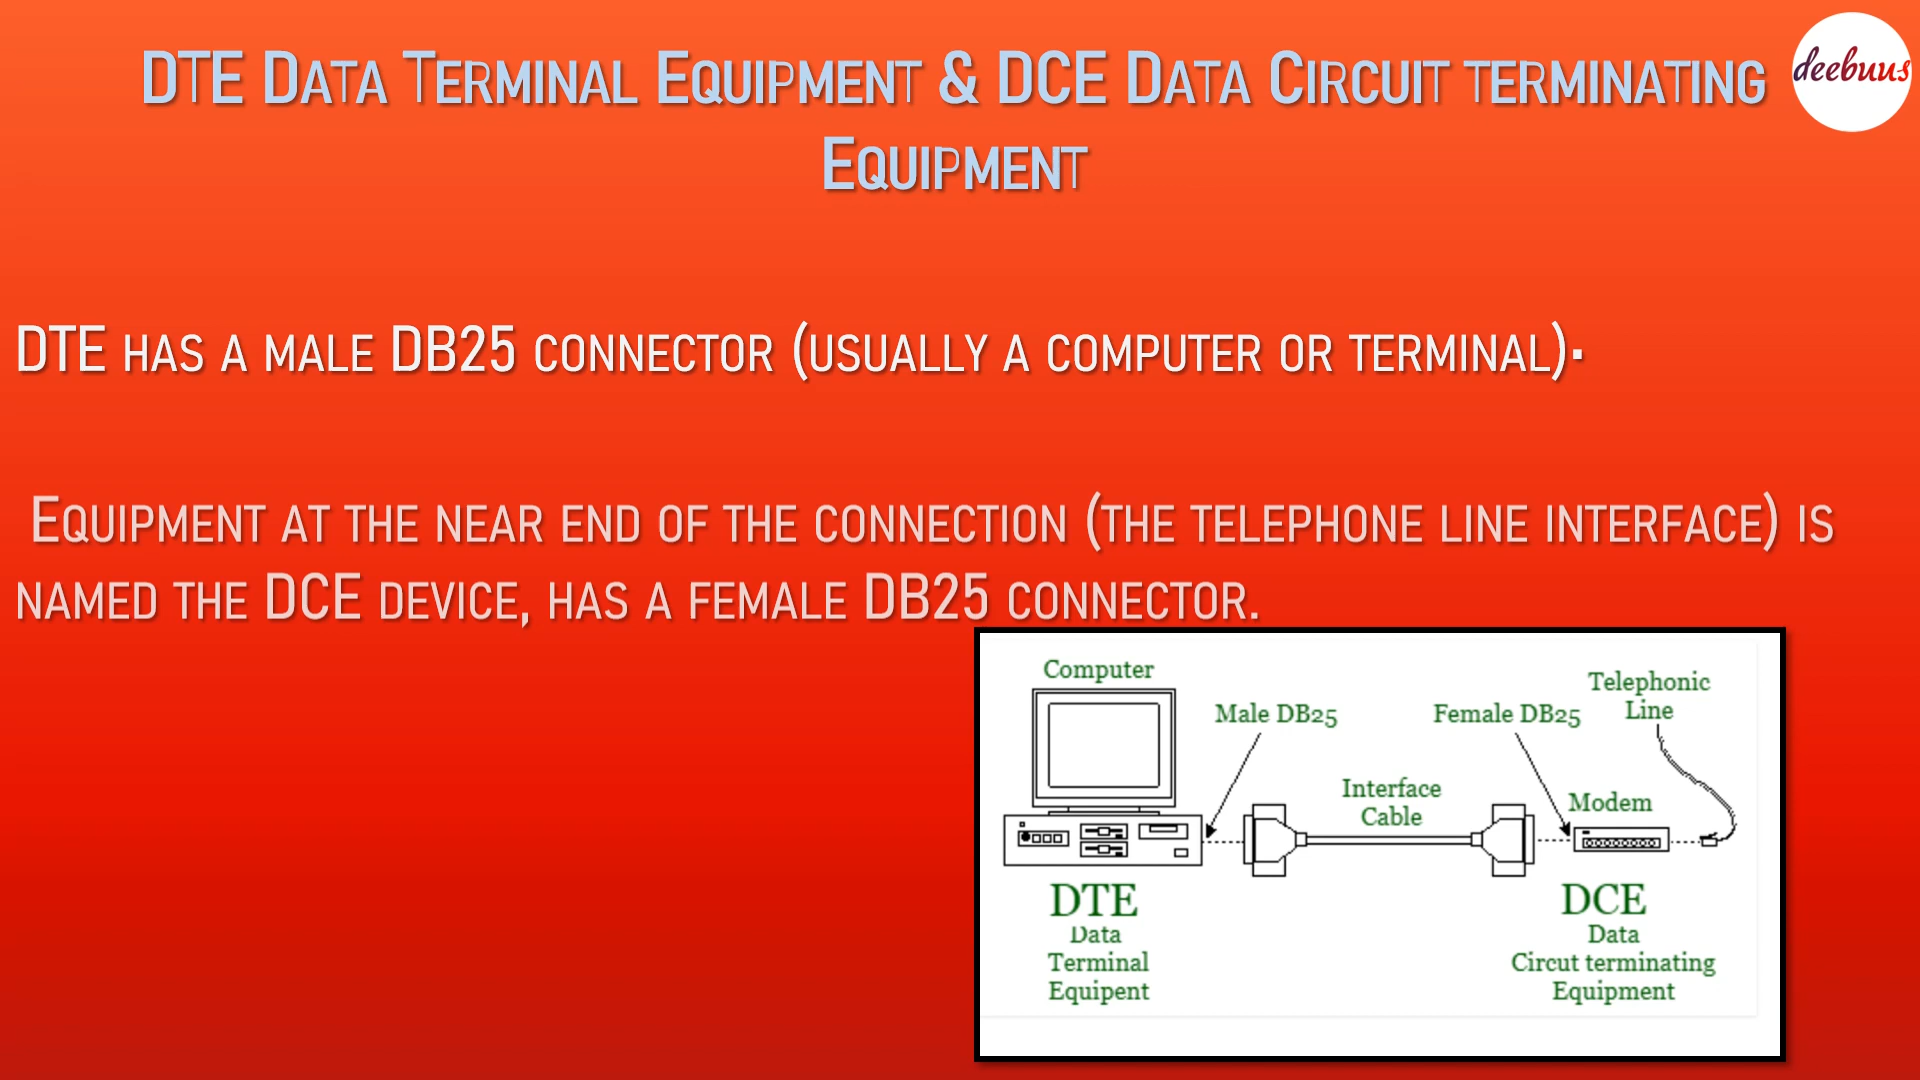 DTE Data Terminal Equipment & DCE Data Circuit terminating
Equipment
deebuus
DTE has a male DB25 connector (usually a computer or terminal).
Equipment at the near end of the connection (the telephone line interface) is
named the DCE device, has a female DB25 connector.
Computer
Male DB25
Female DB25
Telephonic
Line
Interface
Cable
Modem
DTE
Data
Terminal
Equipent
DCE
Data
Circut terminating
Equipment